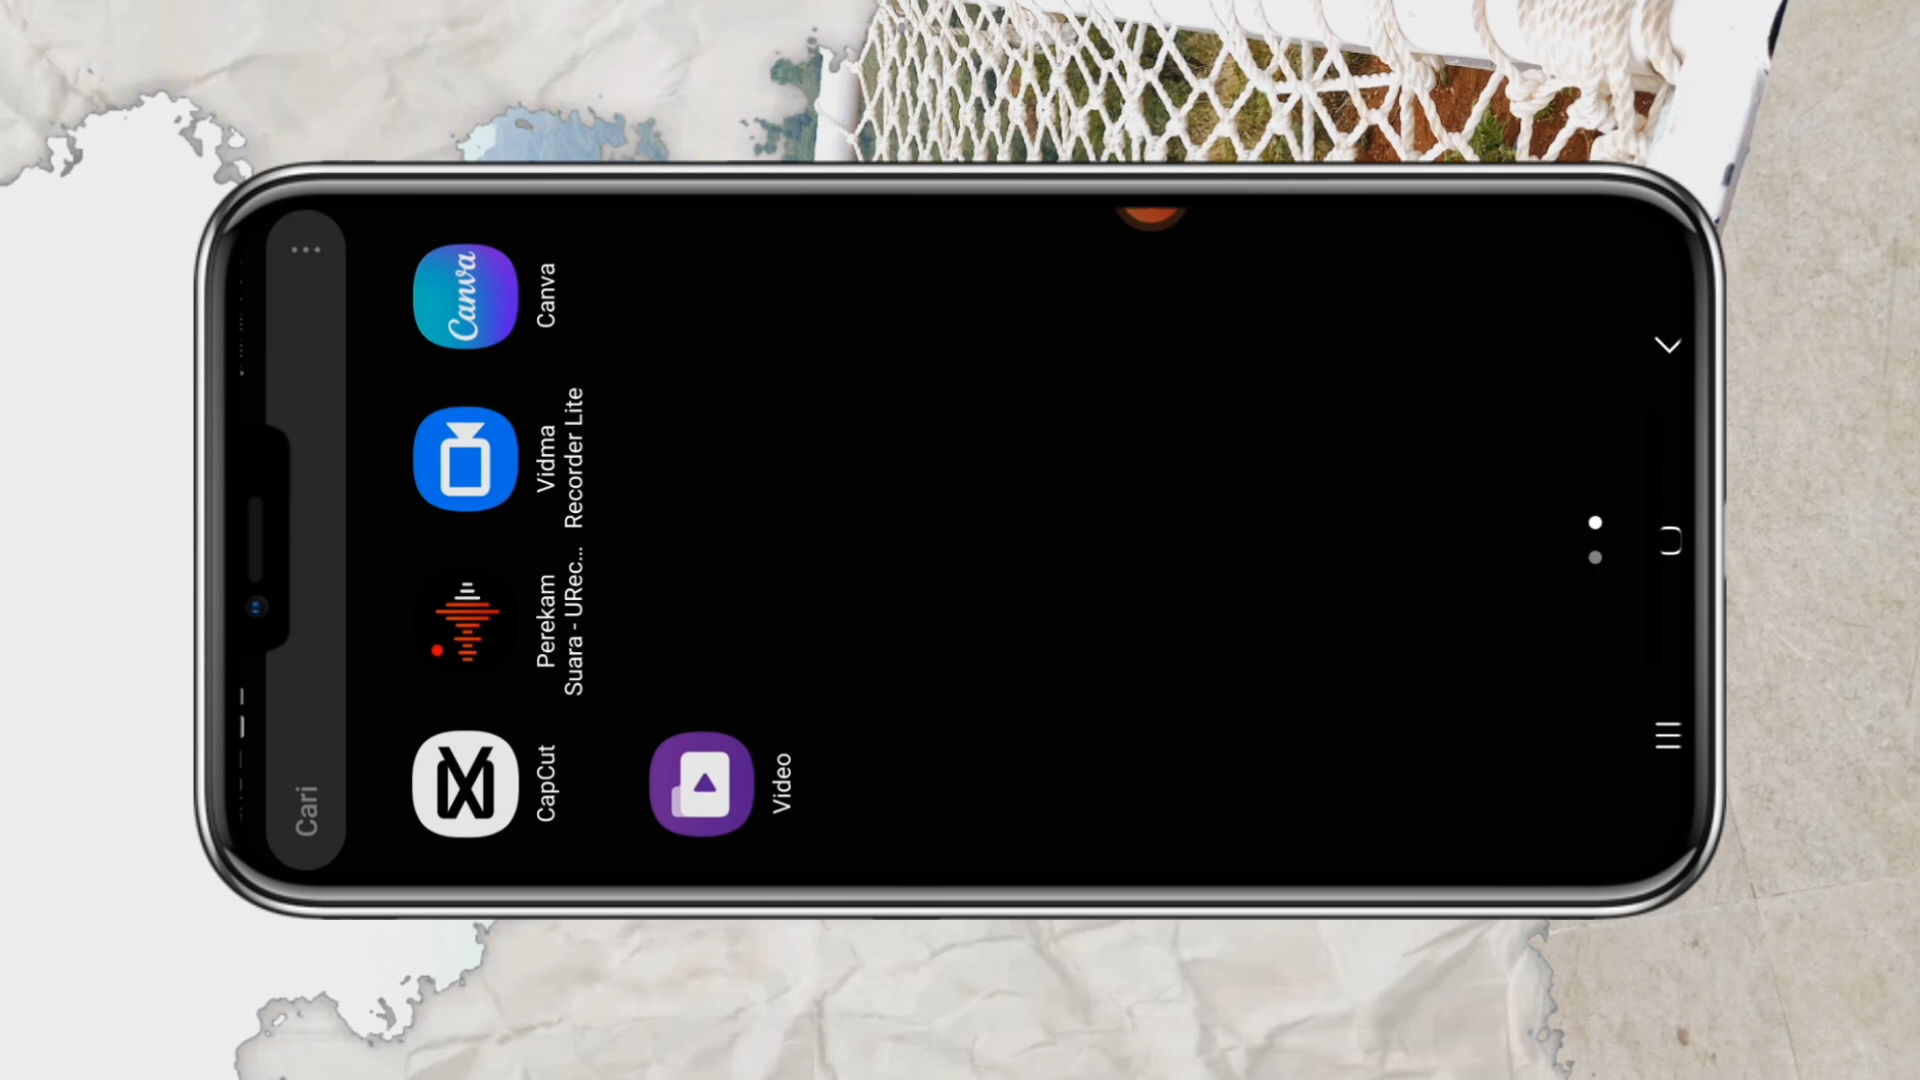 Cari
CapCut
Perekam
Suara - URec...
Vidma
Recorder Lite
Canva
Canva
Video